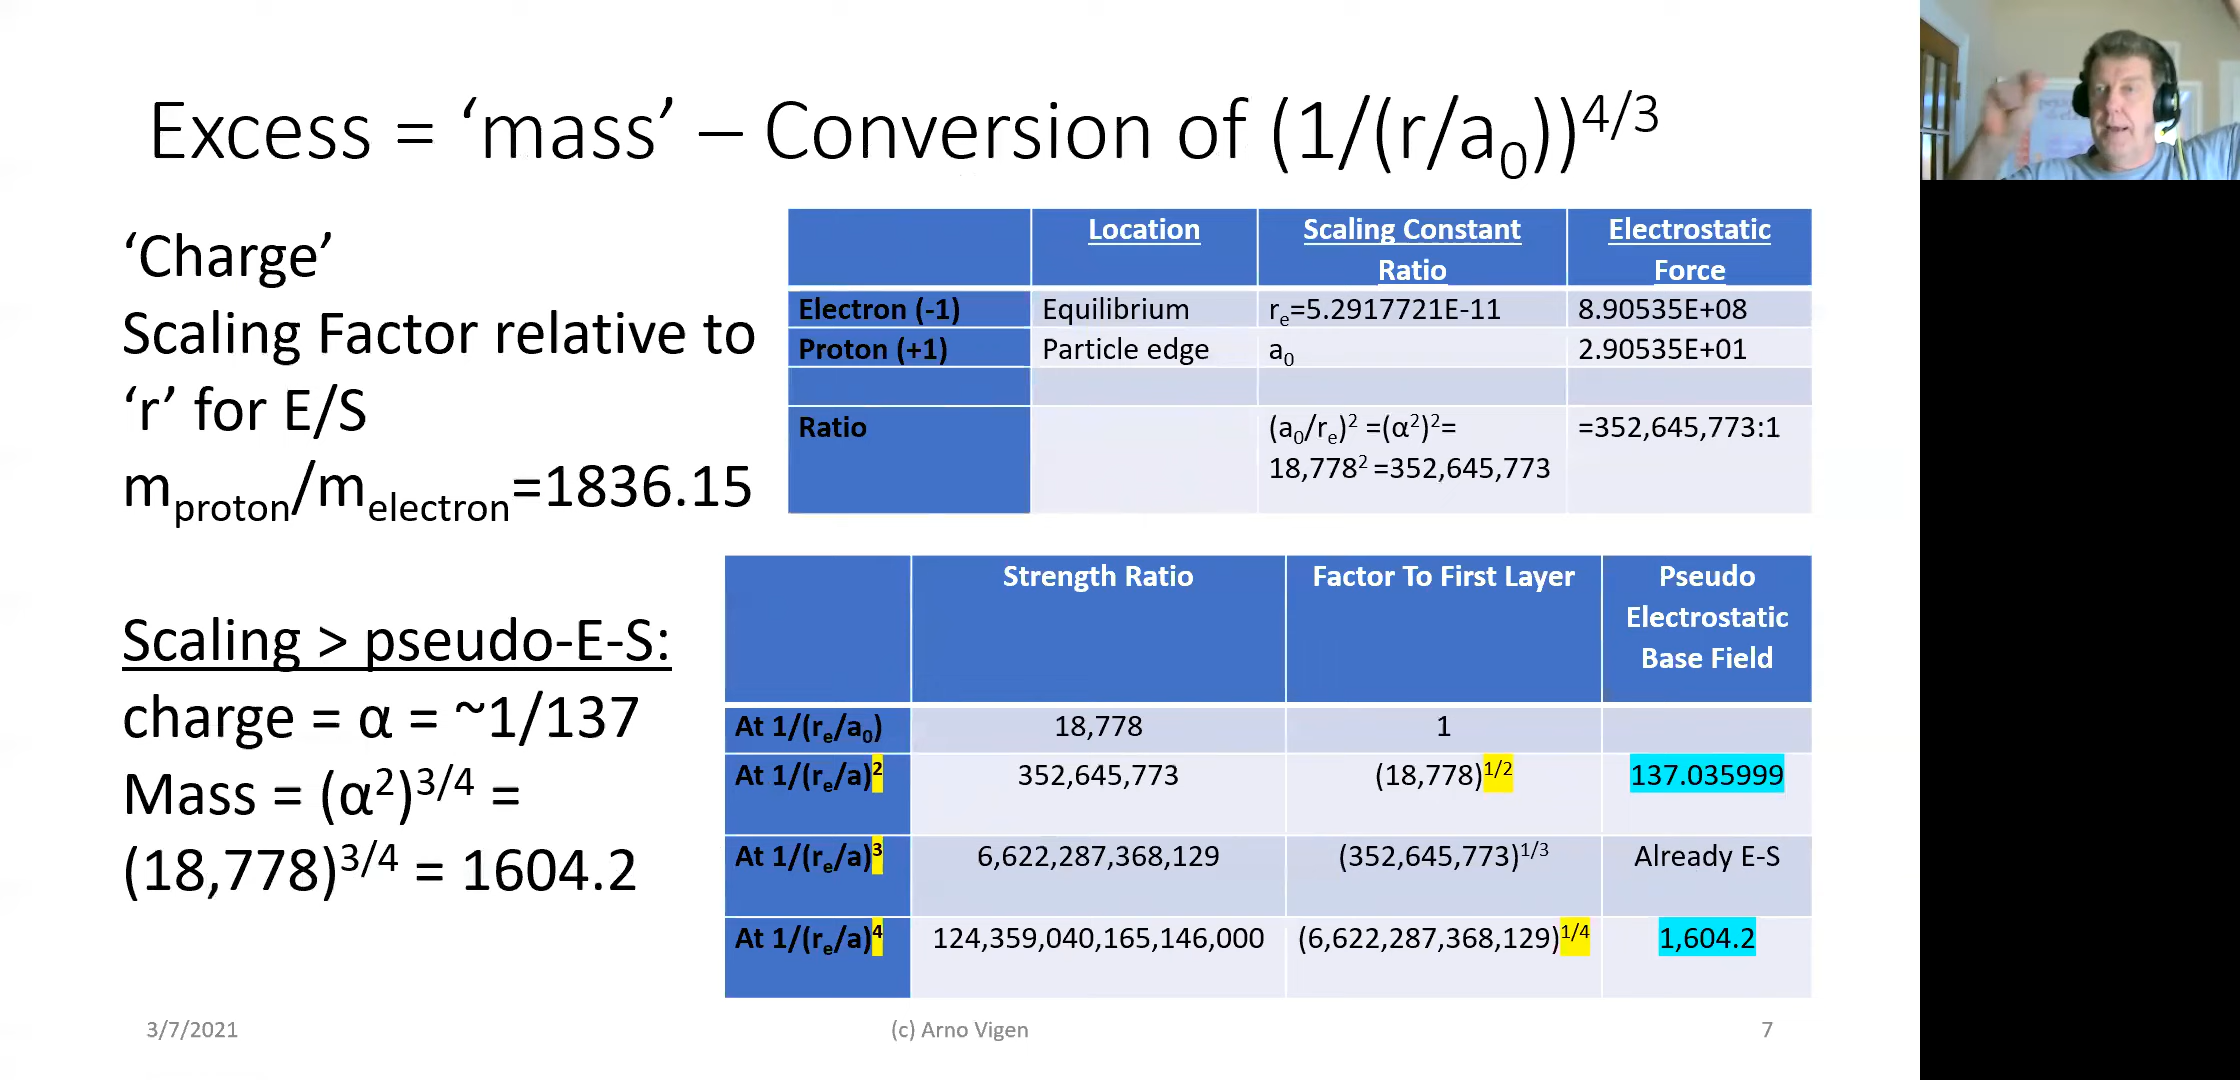 Excess = ‘mass’ – Conversion of (1/(r/a₀))^4/3
‘Charge’
Scaling Factor relative to
‘r’ for E/S
m_proton/m_electron=1836.15
Scaling > pseudo-E-S:
charge = α = ~1/137
Mass = (α²)^3/4 =
(18,778)^3/4 = 1604.2
Location
Scaling Constant
Ratio
Electrostatic
Force
Electron (-1) Equilibrium rₑ=5.2917721E-11 8.90535E+08
Proton (+1) Particle edge a₀ 2.90535E+01
Ratio (a₀/rₑ)² =(α²)²= =352,645,773:1
18,778² =352,645,773
Strength Ratio Factor To First Layer Pseudo
Electrostatic
Base Field
At 1/(rₑ/a₀) 18,778 1
At 1/(rₑ/a)² 352,645,773 (18,778)^1/2 137.035999
At 1/(rₑ/a)³ 6,622,287,368,129 (352,645,773)^1/3 Already E-S
At 1/(rₑ/a)⁴ 124,359,040,165,146,000 (6,622,287,368,129)^1/4 1,604.2
3/7/2021 (c) Arno Vigen 7